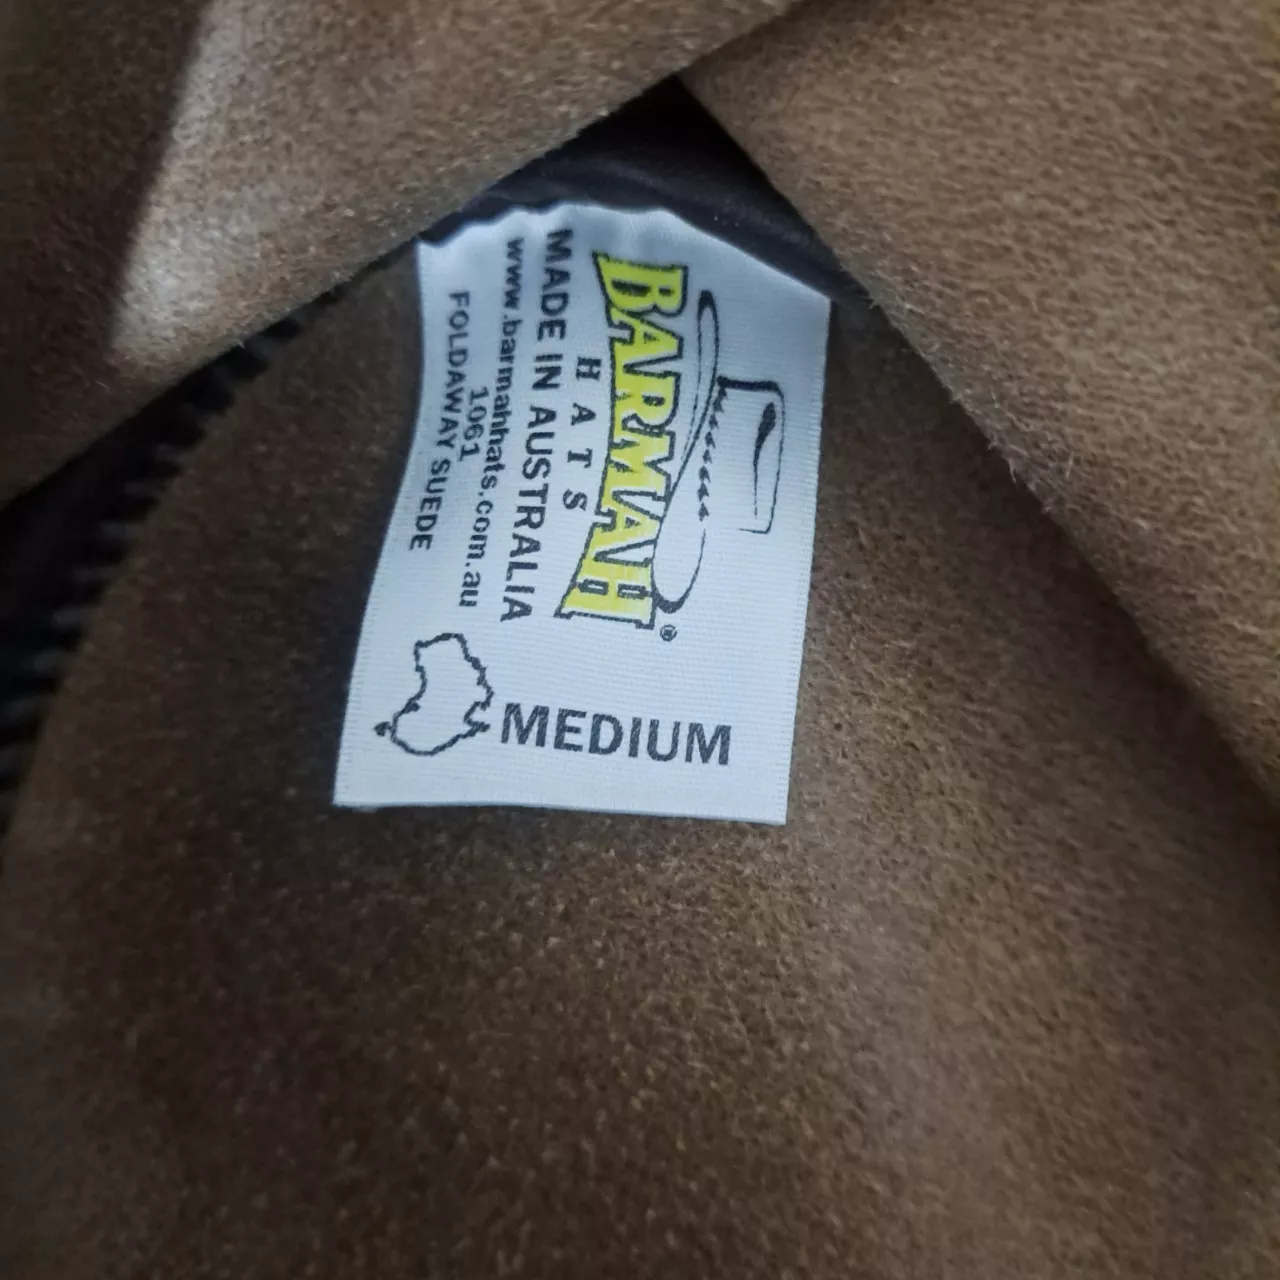 BARMAH®
HATS
MADE IN AUSTRALIA
www.barmahhats.com.au
1061
FOLDAWAY SUEDE
MEDIUM